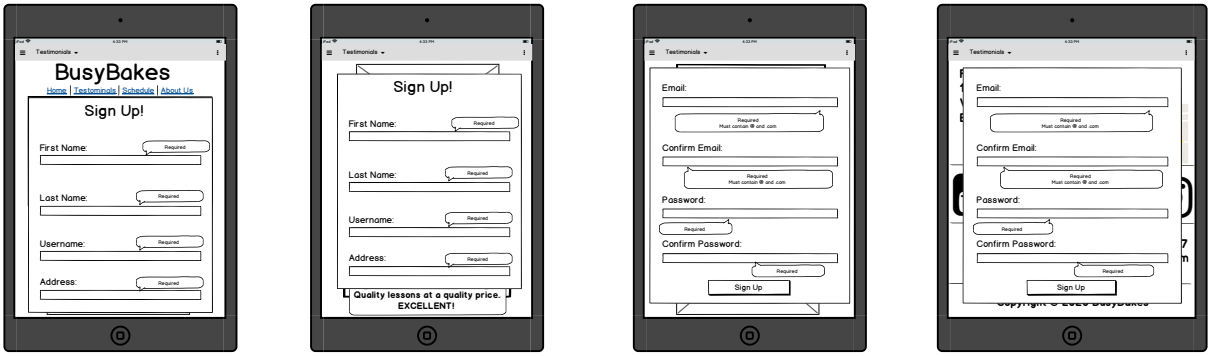 iPad 4:33 PM
Testimonials
BusyBakes
Home | Testominals | Schedule | About Us
Sign Up!
First Name: Required
Last Name: Required
Username: Required
Address: Required
iPad 4:33 PM
Testimonials
Sign Up!
First Name: Required
Last Name: Required
Username: Required
Address: Required
Quality lessons at a quality price.
EXCELLENT!
iPad 4:33 PM
Testimonials
Email:
Required
Must contain @ and .com
Confirm Email:
Required
Must contain @ and .com
Password:
Required
Confirm Password:
Required
Sign Up
iPad 4:33 PM
Testimonials
Email:
Required
Must contain @ and .com
Confirm Email:
Required
Must contain @ and .com
Password:
Required
Confirm Password:
Required
Sign Up
Copyright © 2020 BusyBakes